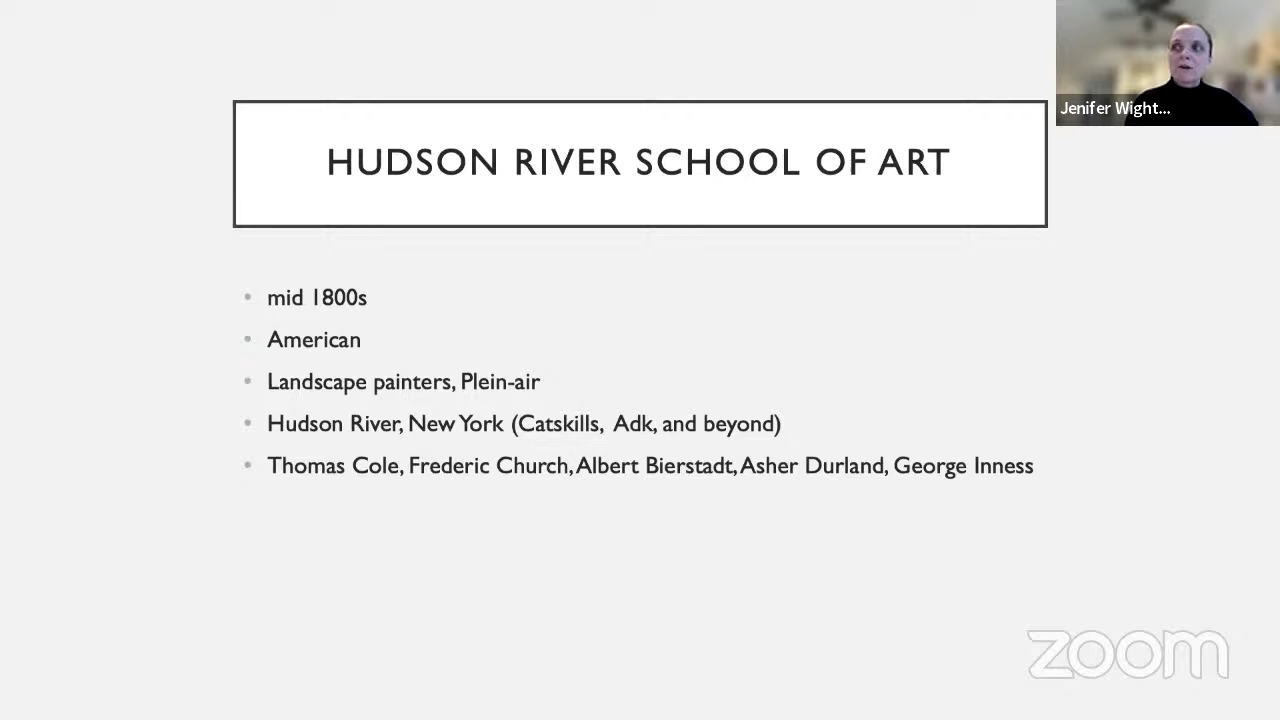 Jenifer Wight...
HUDSON RIVER SCHOOL OF ART
• mid 1800s
• American
• Landscape painters, Plein-air
• Hudson River, New York (Catskills, Adk, and beyond)
• Thomas Cole, Frederic Church, Albert Bierstadt, Asher Durland, George Inness
zoom